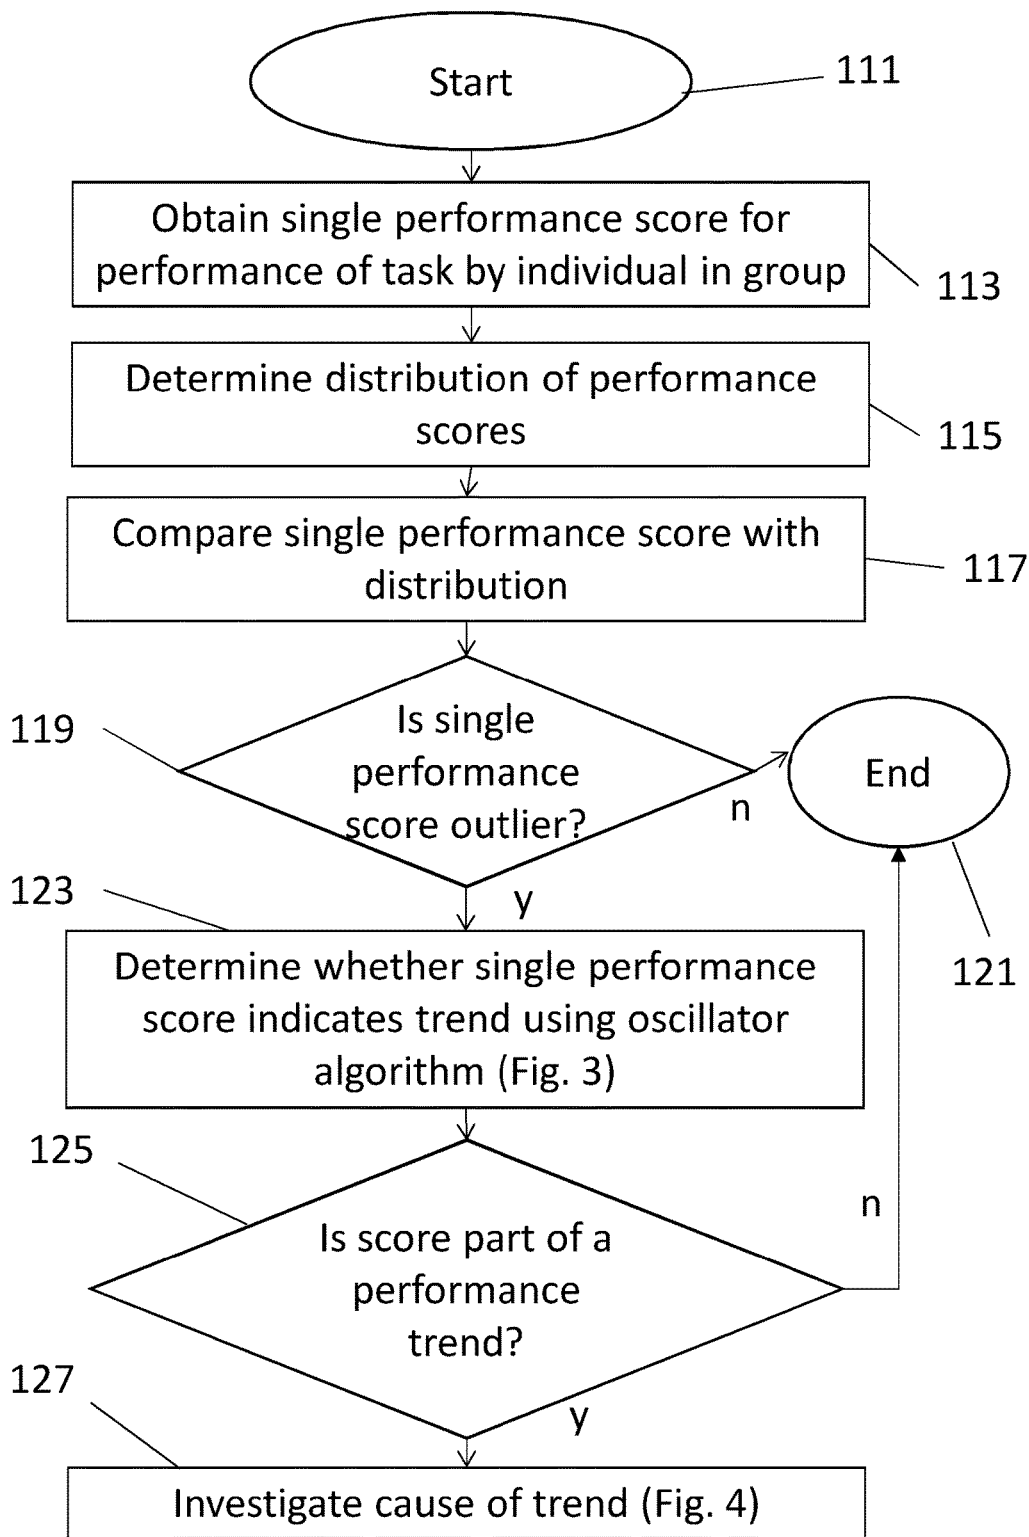 Start
111
Obtain single performance score for
performance of task by individual in group
113
Determine distribution of performance
scores
115
Compare single performance score with
distribution
117
119
Is single
performance
score outlier?
n
End
121
y
123
Determine whether single performance
score indicates trend using oscillator
algorithm (Fig. 3)
125
Is score part of a
performance
trend?
n
y
127
Investigate cause of trend (Fig. 4)